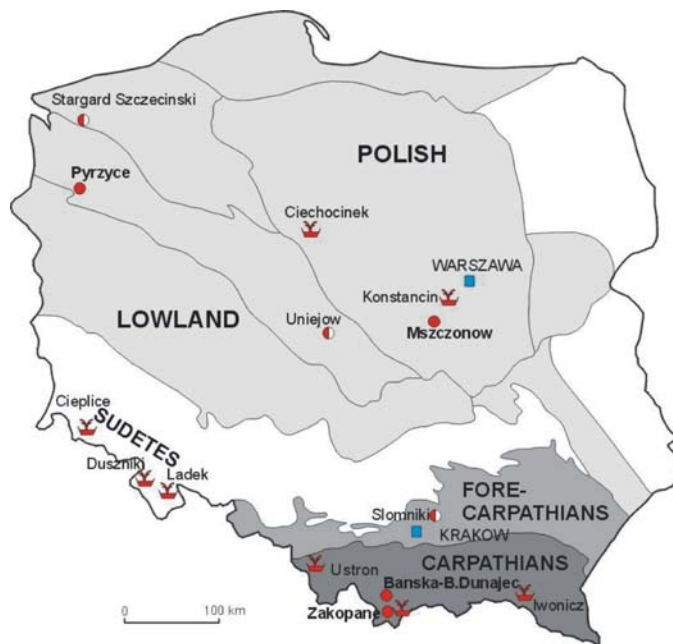 Stargard Szczecinski
POLISH
Pyrzyce
Ciechocinek
WARSZAWA
Konstancin
LOWLAND
Uniejow
Mszczonow
Cieplice
SUDETES
Duszniki
Ladek
FORE-
CARPATHIANS
Slomniki
KRAKOW
CARPATHIANS
Ustron
Banska-B.Dunajec
Iwonicz
Zakopane
0 100 km